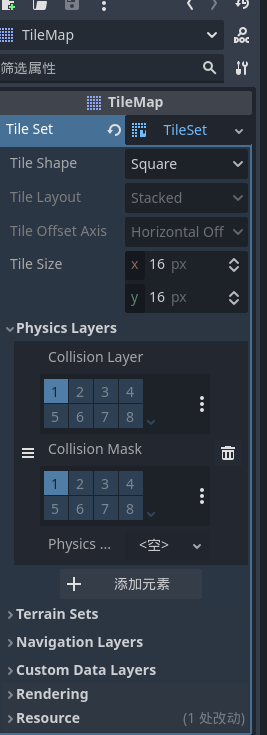 TileMap
筛选属性
TileMap
Tile Set TileSet
Tile Shape Square
Tile Layout Stacked
Tile Offset Axis Horizontal Off
Tile Size x 16 px
y 16 px
Physics Layers
Collision Layer
1 2 3 4
5 6 7 8
Collision Mask
1 2 3 4
5 6 7 8
Physics ... <空>
添加元素
Terrain Sets
Navigation Layers
Custom Data Layers
Rendering
Resource (1 处改动)